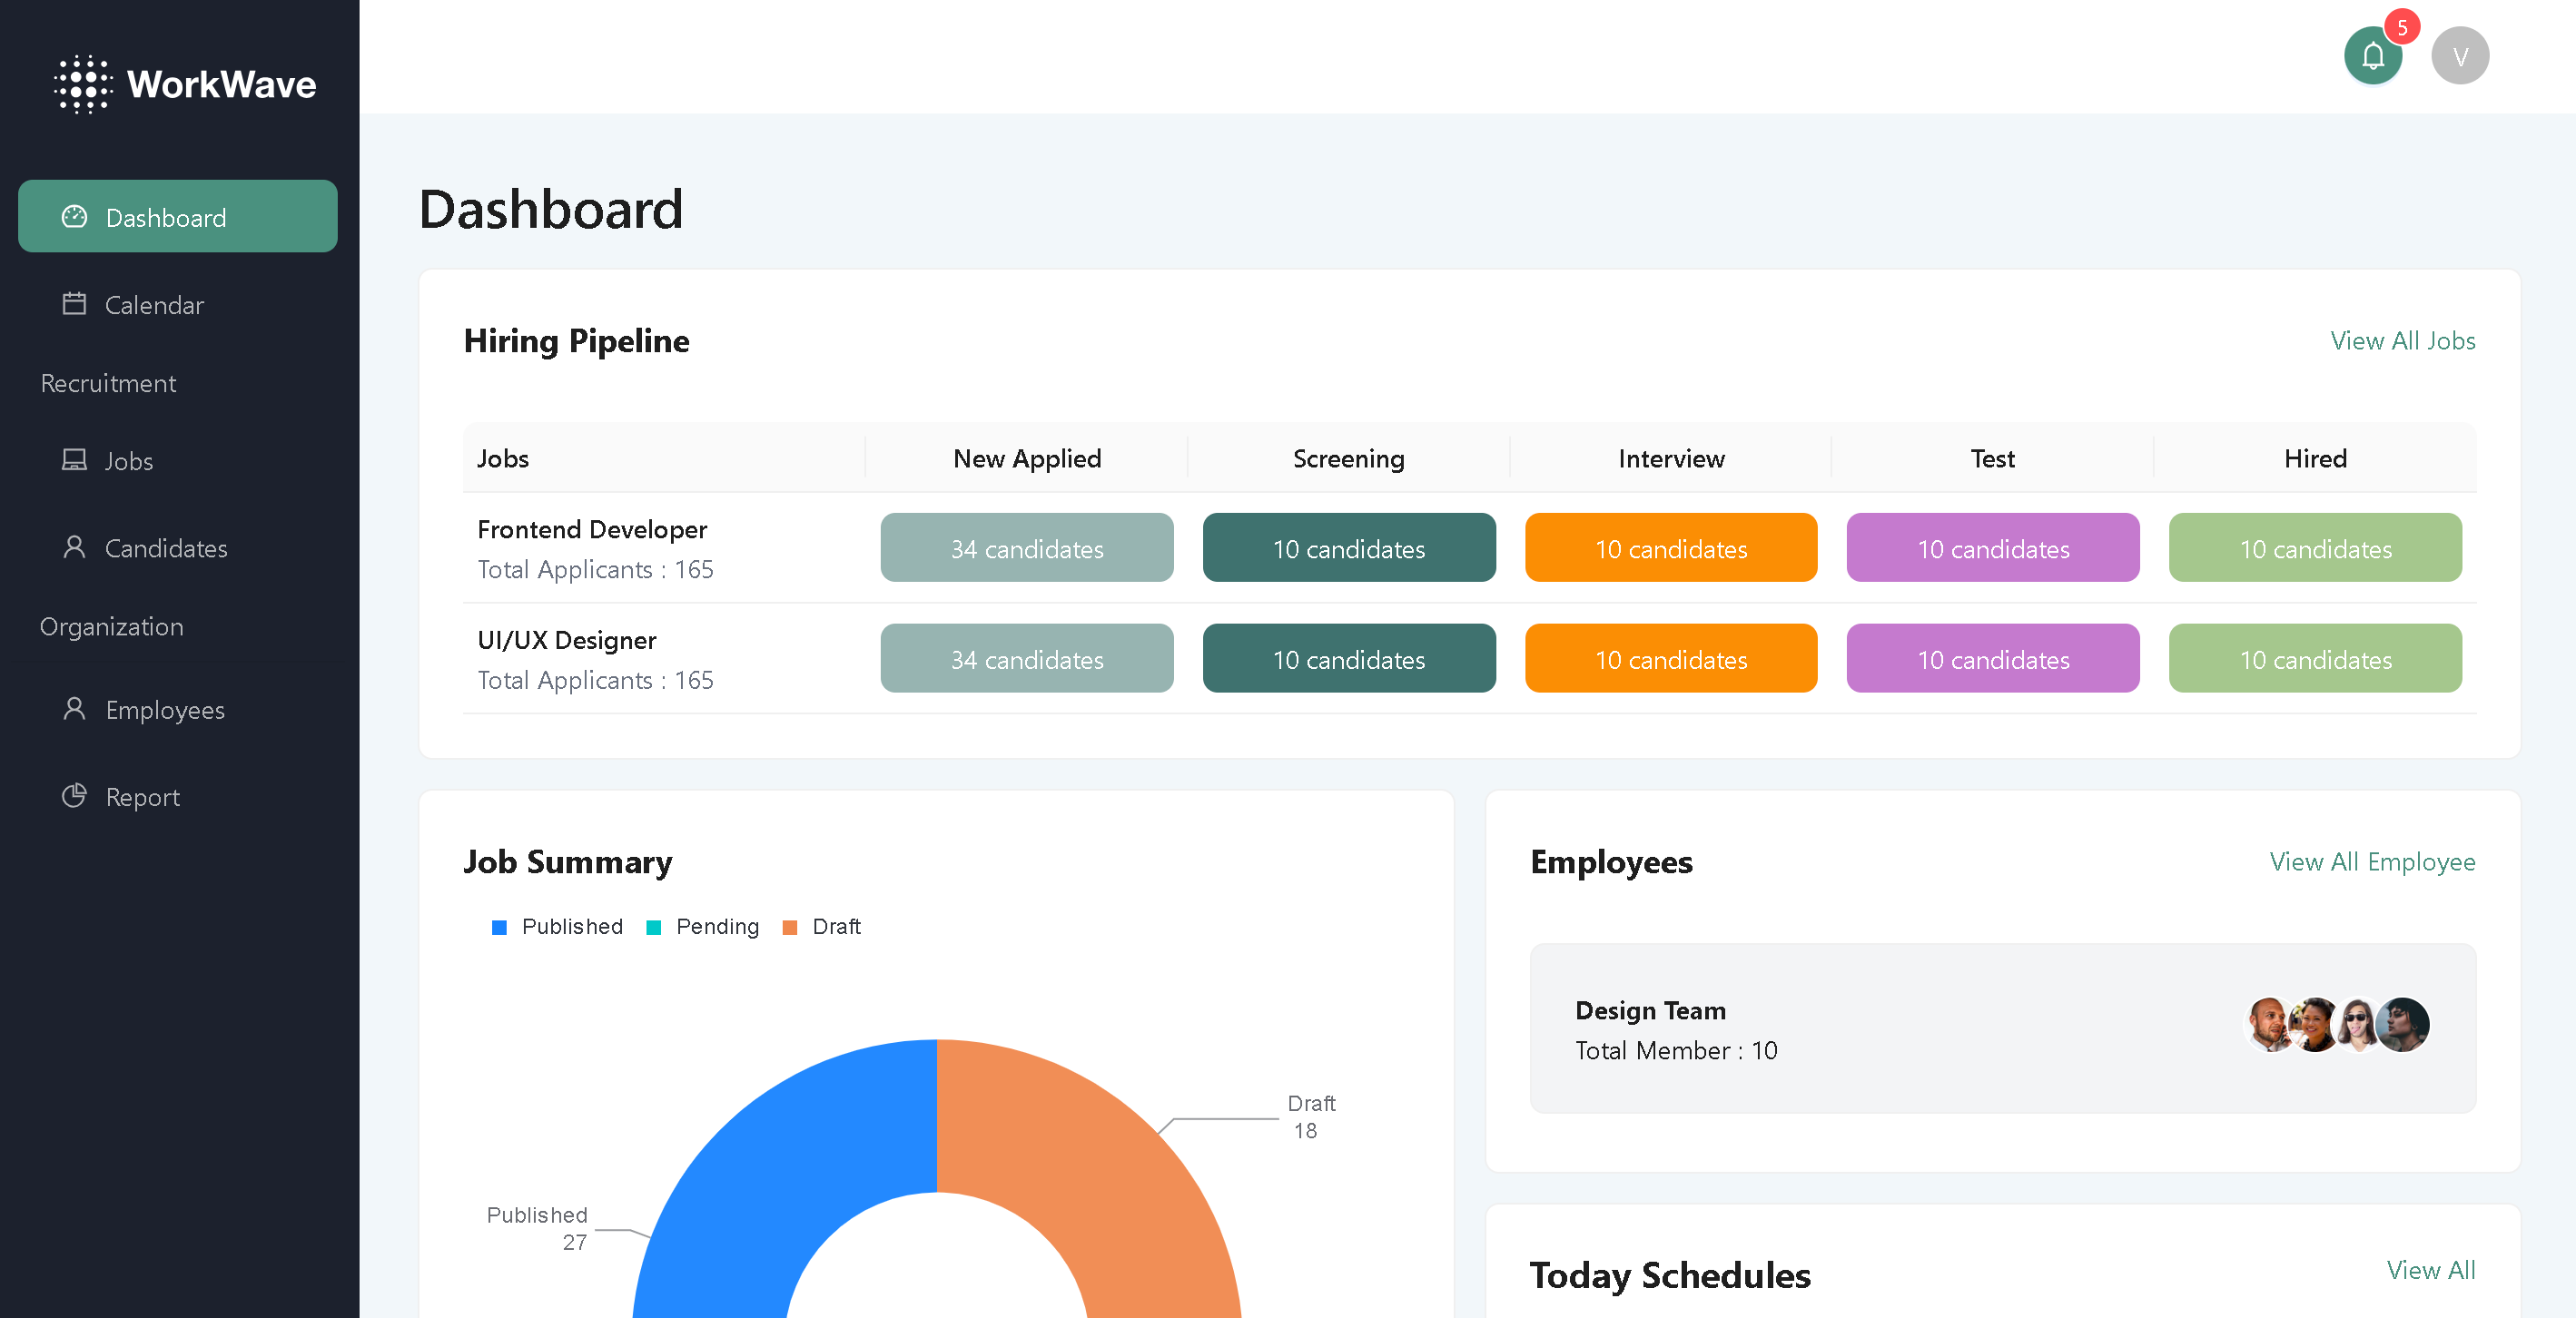 WorkWave
5
V
Dashboard
Calendar
Recruitment
Jobs
Candidates
Organization
Employees
Report
Dashboard
Hiring Pipeline
View All Jobs
Jobs New Applied Screening Interview Test Hired
Frontend Developer
Total Applicants : 165
34 candidates 10 candidates 10 candidates 10 candidates 10 candidates
UI/UX Designer
Total Applicants : 165
34 candidates 10 candidates 10 candidates 10 candidates 10 candidates
Job Summary
Published Pending Draft
Draft
18
Published
27
Employees
View All Employee
Design Team
Total Member : 10
Today Schedules
View All